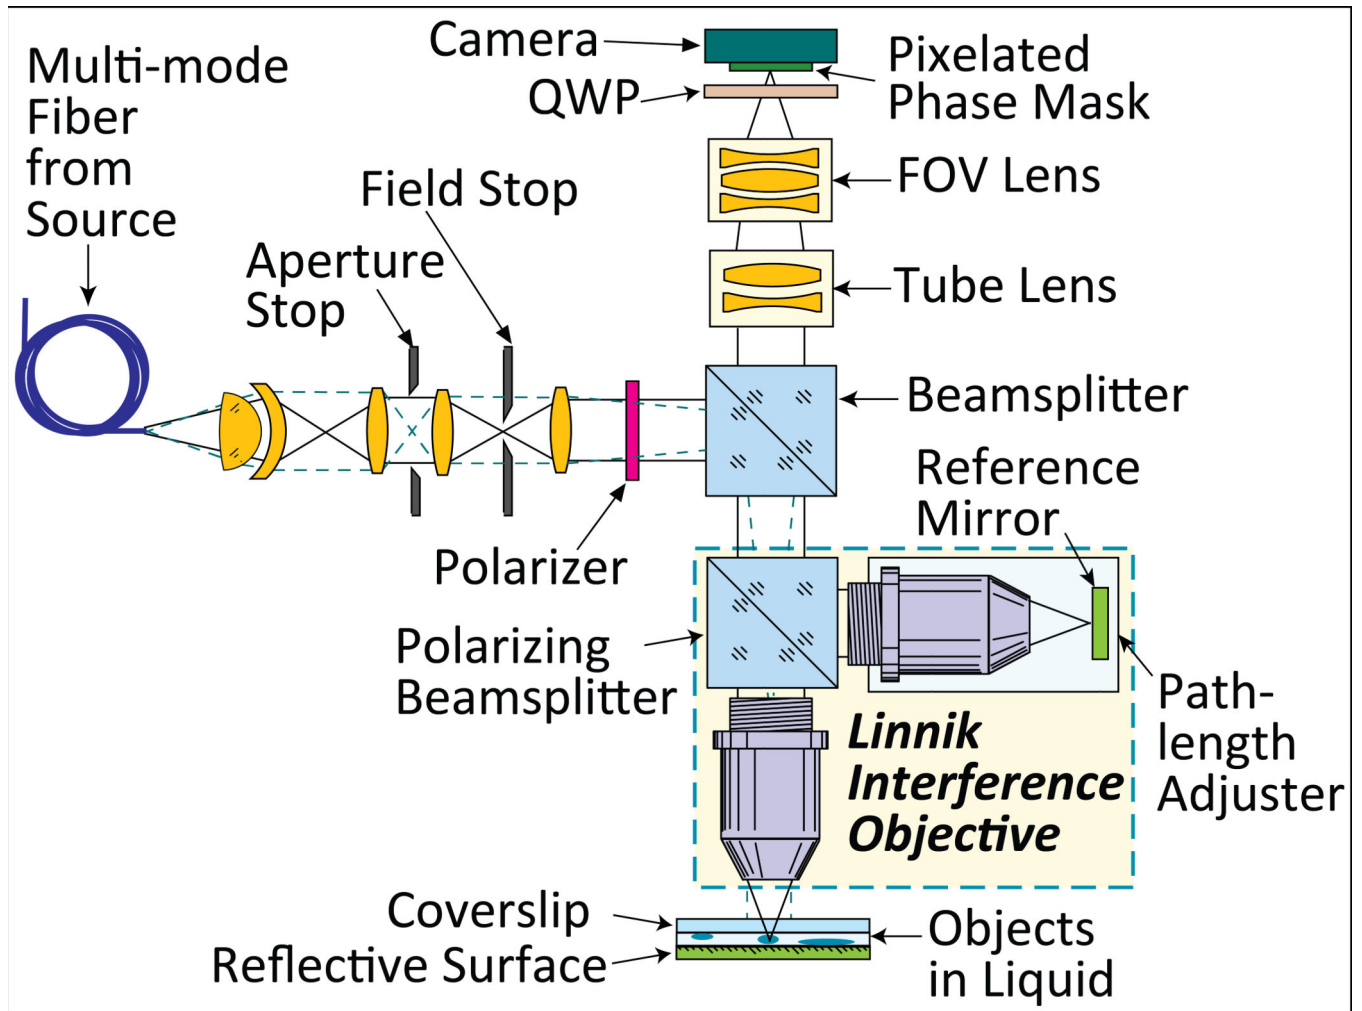 Multi-mode
Fiber
from
Source
Camera
QWP
Pixelated
Phase Mask
Field Stop
FOV Lens
Aperture
Stop
Tube Lens
Beamsplitter
Reference
Mirror
Polarizer
Polarizing
Beamsplitter
Path-
length
Adjuster
Linnik
Interference
Objective
Coverslip
Objects
in Liquid
Reflective Surface